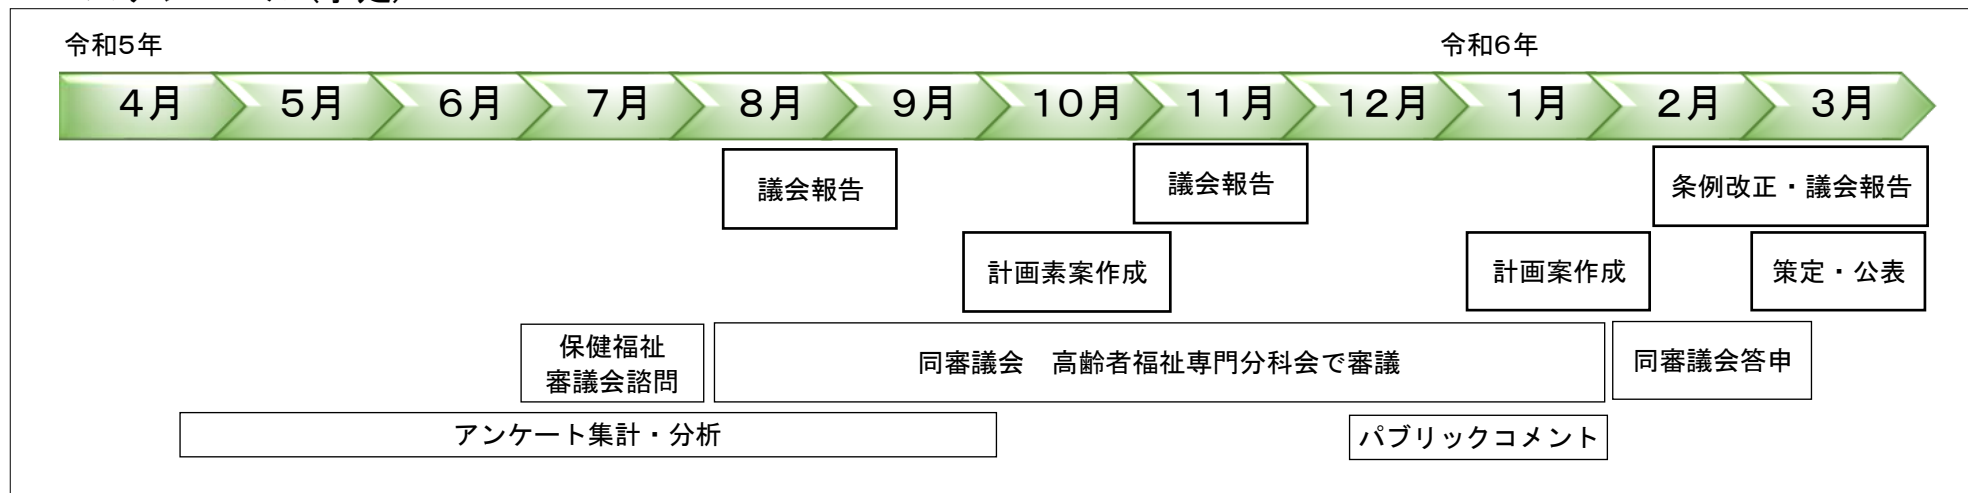 令和5年
令和6年
4月 5月 6月 7月 8月 9月 10月 11月 12月 1月 2月 3月
議会報告
議会報告
条例改正・議会報告
計画素案作成
計画案作成
策定・公表
保健福祉
審議会諮問
同審議会　高齢者福祉専門分科会で審議
同審議会答申
アンケート集計・分析
パブリックコメント